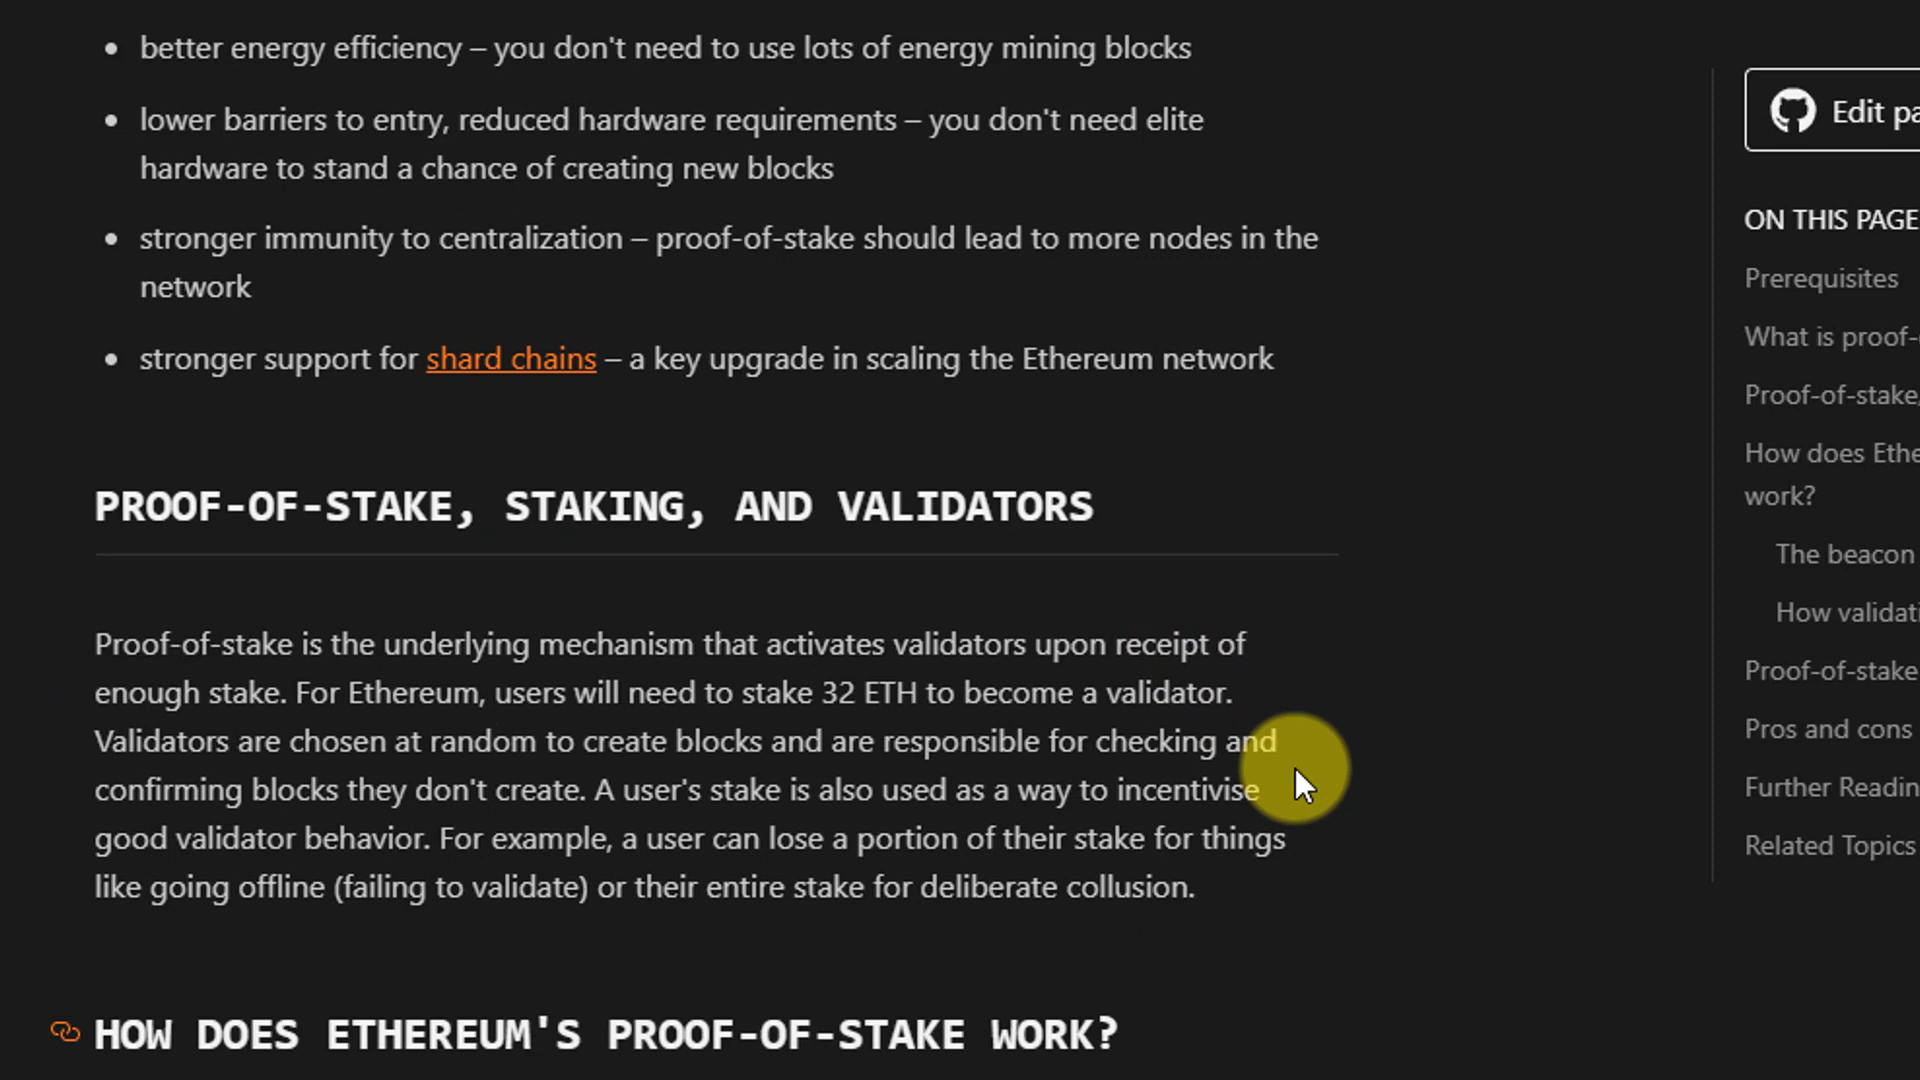 better energy efficiency – you don't need to use lots of energy mining blocks
lower barriers to entry, reduced hardware requirements – you don't need elite
hardware to stand a chance of creating new blocks
stronger immunity to centralization – proof-of-stake should lead to more nodes in the
network
stronger support for shard chains – a key upgrade in scaling the Ethereum network
PROOF-OF-STAKE, STAKING, AND VALIDATORS
Proof-of-stake is the underlying mechanism that activates validators upon receipt of
enough stake. For Ethereum, users will need to stake 32 ETH to become a validator.
Validators are chosen at random to create blocks and are responsible for checking and
confirming blocks they don't create. A user's stake is also used as a way to incentivise
good validator behavior. For example, a user can lose a portion of their stake for things
like going offline (failing to validate) or their entire stake for deliberate collusion.
HOW DOES ETHEREUM'S PROOF-OF-STAKE WORK?
Edit pa
ON THIS PAGE
Prerequisites
What is proof-
Proof-of-stake,
How does Ethe
work?
The beacon
How validati
Proof-of-stake
Pros and cons
Further Readin
Related Topics